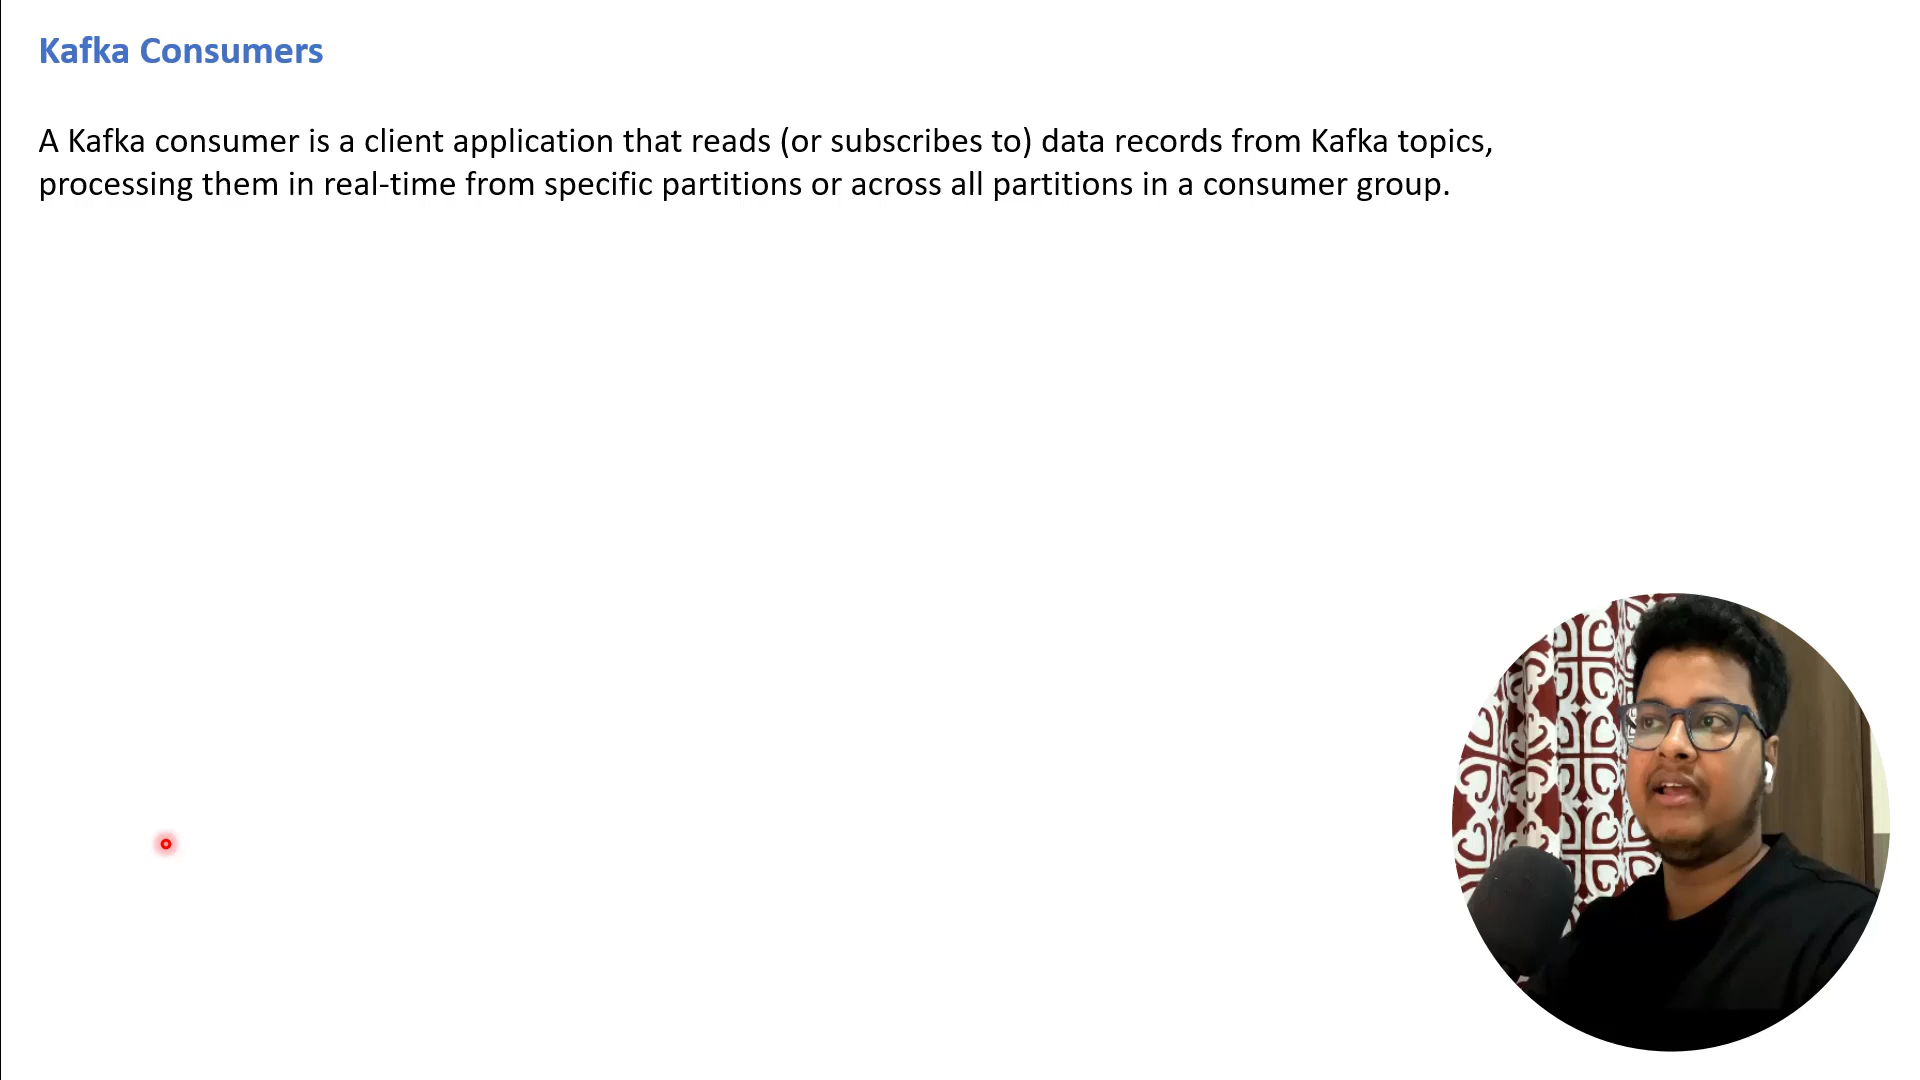 Kafka Consumers
A Kafka consumer is a client application that reads (or subscribes to) data records from Kafka topics,
processing them in real-time from specific partitions or across all partitions in a consumer group.